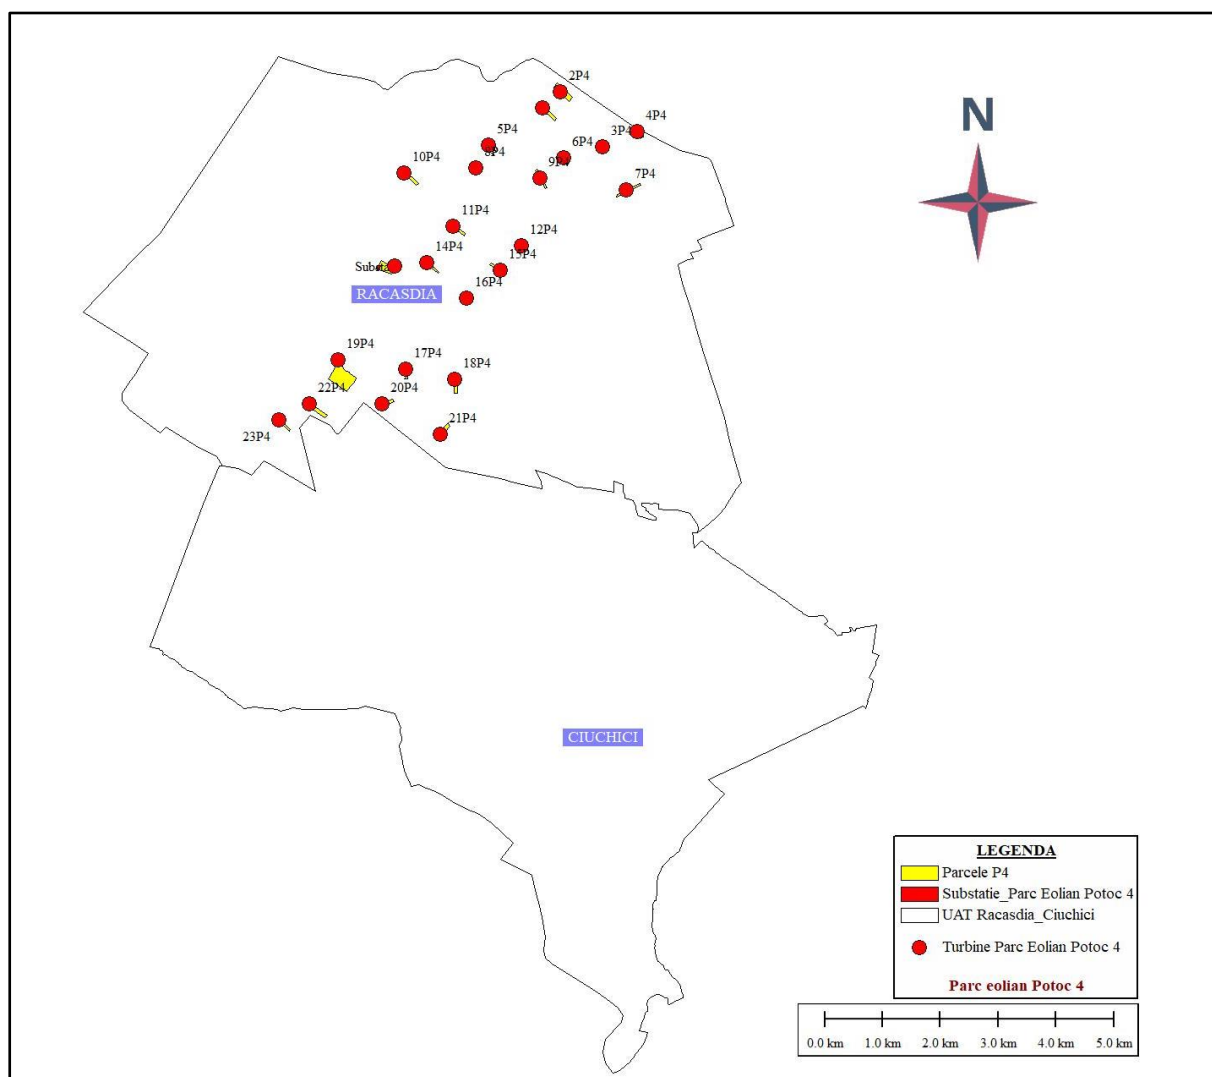 2P4
N
4P4
5P4
3P4
6P4
8P4
9P4
10P4
7P4
11P4
12P4
14P4
15P4
RACASDIA
16P4
19P4
17P4
18P4
22P4
20P4
21P4
23P4
CIUCHICI
LEGENDA
Parcele P4
Substatie_Parc Eolian Potoc 4
UAT Racasdia_Ciuchici
Turbine Parc Eolian Potoc 4
Parc eolian Potoc 4
0.0 km 1.0 km 2.0 km 3.0 km 4.0 km 5.0 km